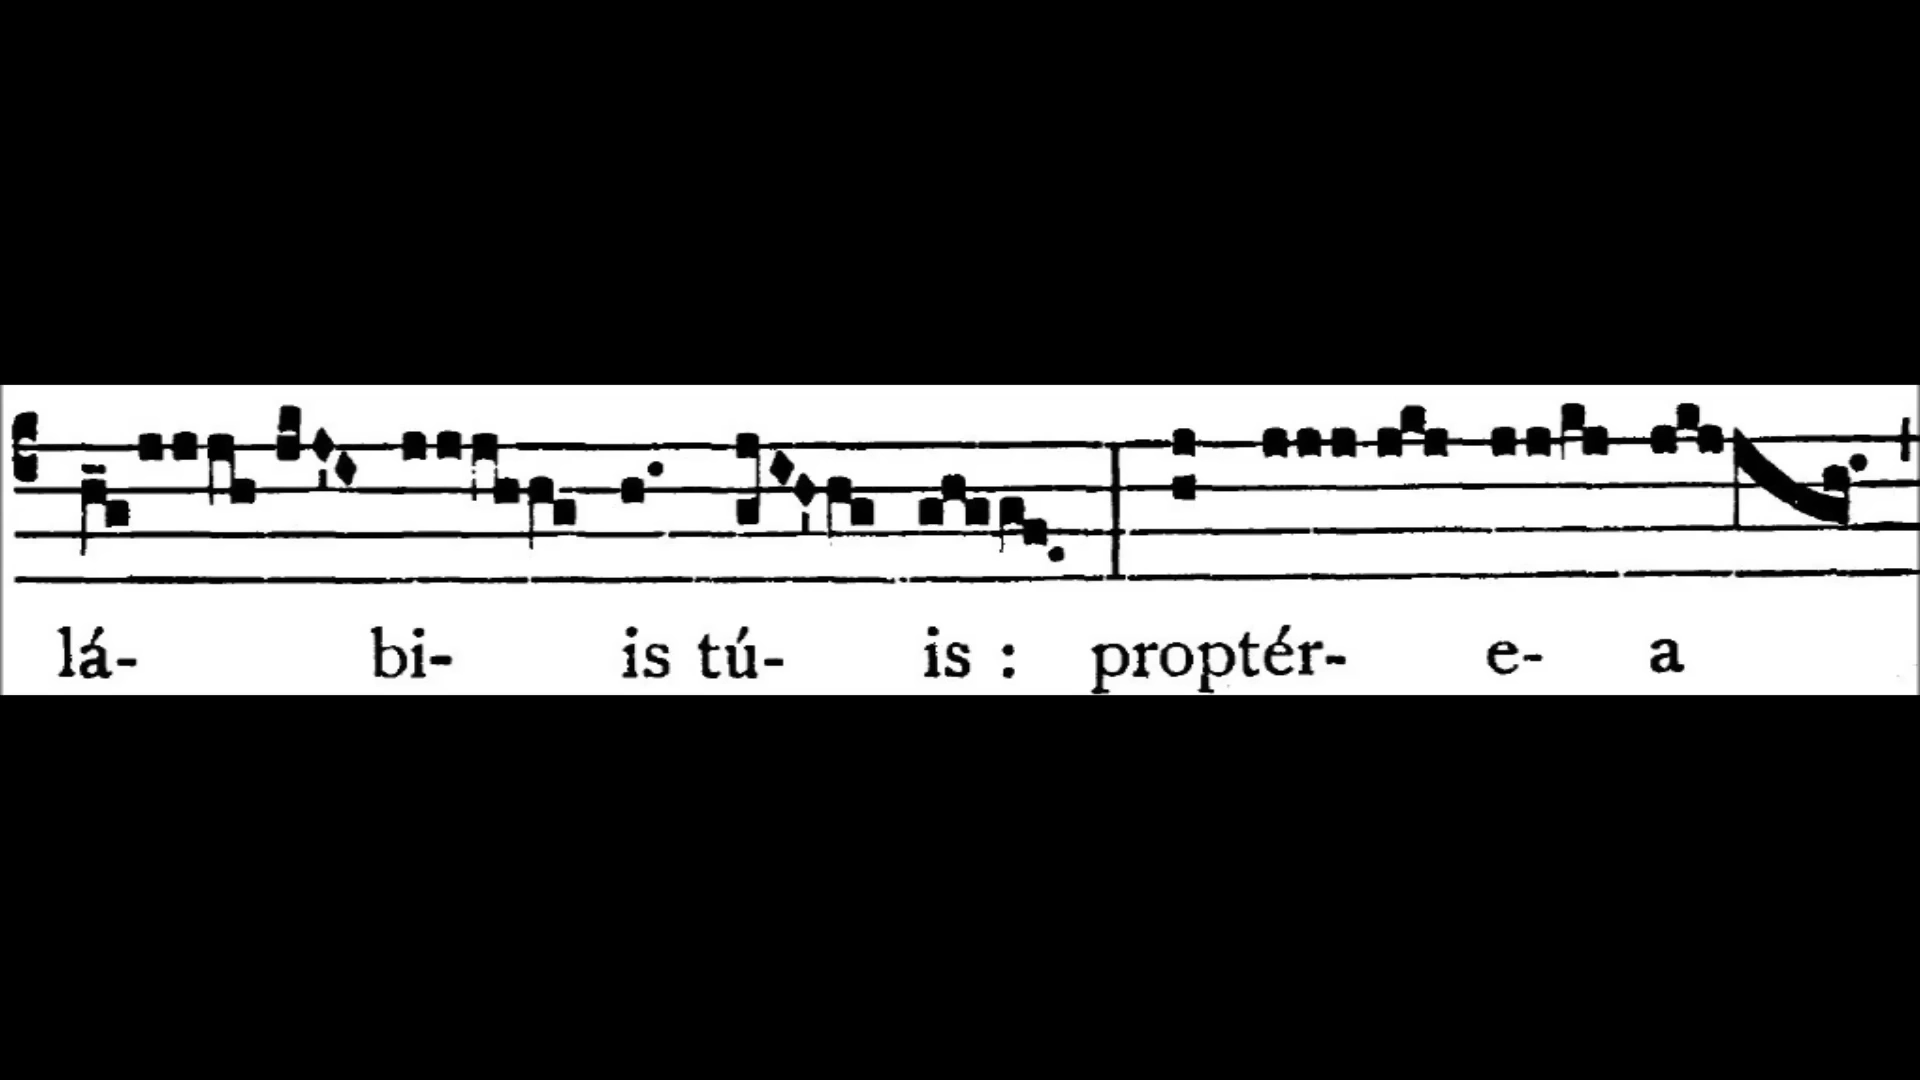 lá- bi- is tú- is : proptér- e- a